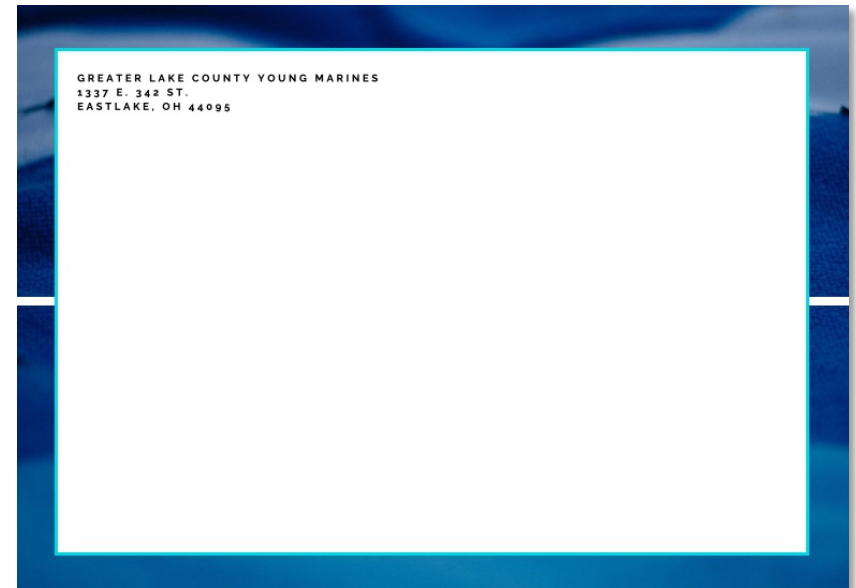 GREATER LAKE COUNTY YOUNG MARINES
1337 E. 342 ST.
EASTLAKE, OH 44095